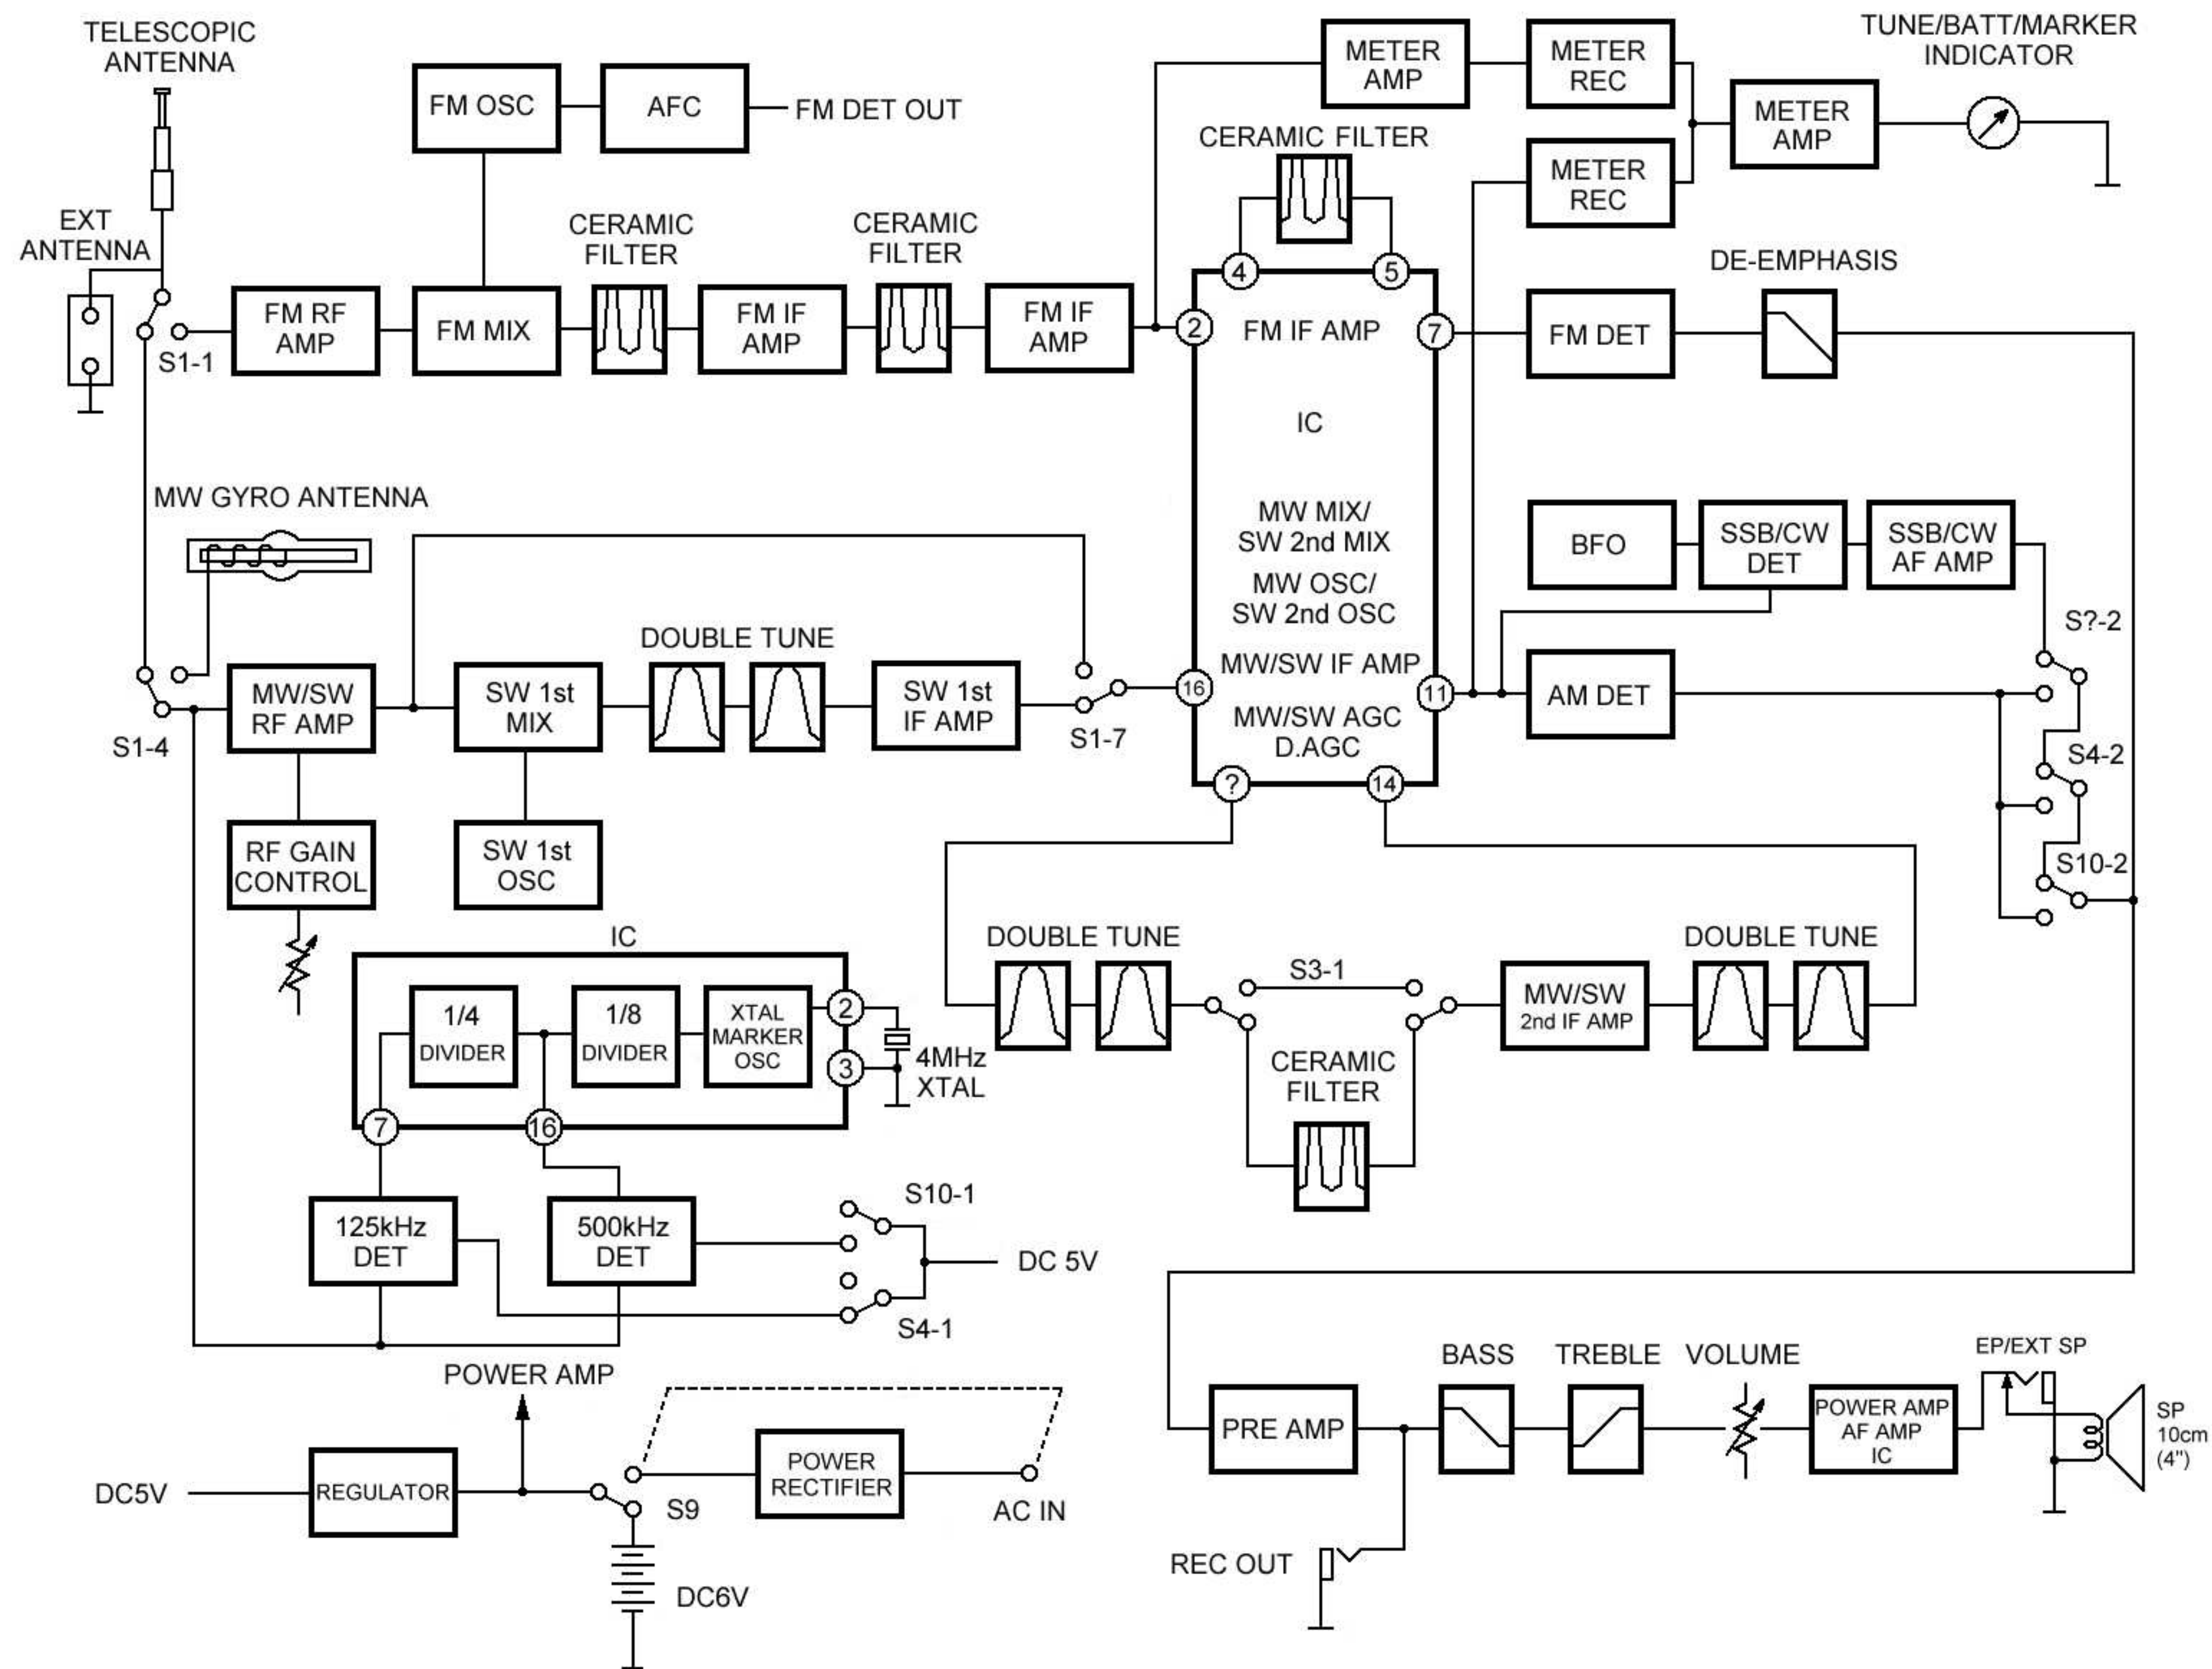 TELESCOPIC
ANTENNA
EXT
ANTENNA
S1-1
FM OSC
AFC
FM DET OUT
CERAMIC
FILTER
CERAMIC
FILTER
FM RF
AMP
FM MIX
FM IF
AMP
FM IF
AMP
METER
AMP
METER
REC
METER
REC
METER
AMP
TUNE/BATT/MARKER
INDICATOR
CERAMIC FILTER
4
5
2
FM IF AMP
7
IC
MW MIX/
SW 2nd MIX
MW OSC/
SW 2nd OSC
MW/SW IF AMP
MW/SW AGC
D.AGC
16
11
?
14
FM DET
DE-EMPHASIS
BFO
SSB/CW
DET
SSB/CW
AF AMP
AM DET
S?-2
S4-2
S10-2
MW GYRO ANTENNA
S1-4
MW/SW
RF AMP
SW 1st
MIX
DOUBLE TUNE
SW 1st
IF AMP
S1-7
RF GAIN
CONTROL
SW 1st
OSC
IC
1/4
DIVIDER
1/8
DIVIDER
XTAL
MARKER
OSC
2
3
4MHz
XTAL
7
16
125kHz
DET
500kHz
DET
S10-1
DC 5V
S4-1
DOUBLE TUNE
S3-1
CERAMIC
FILTER
MW/SW
2nd IF AMP
DOUBLE TUNE
POWER AMP
DC5V
REGULATOR
S9
POWER
RECTIFIER
AC IN
DC6V
PRE AMP
BASS
TREBLE
VOLUME
POWER AMP
AF AMP
IC
EP/EXT SP
SP
10cm
(4")
REC OUT